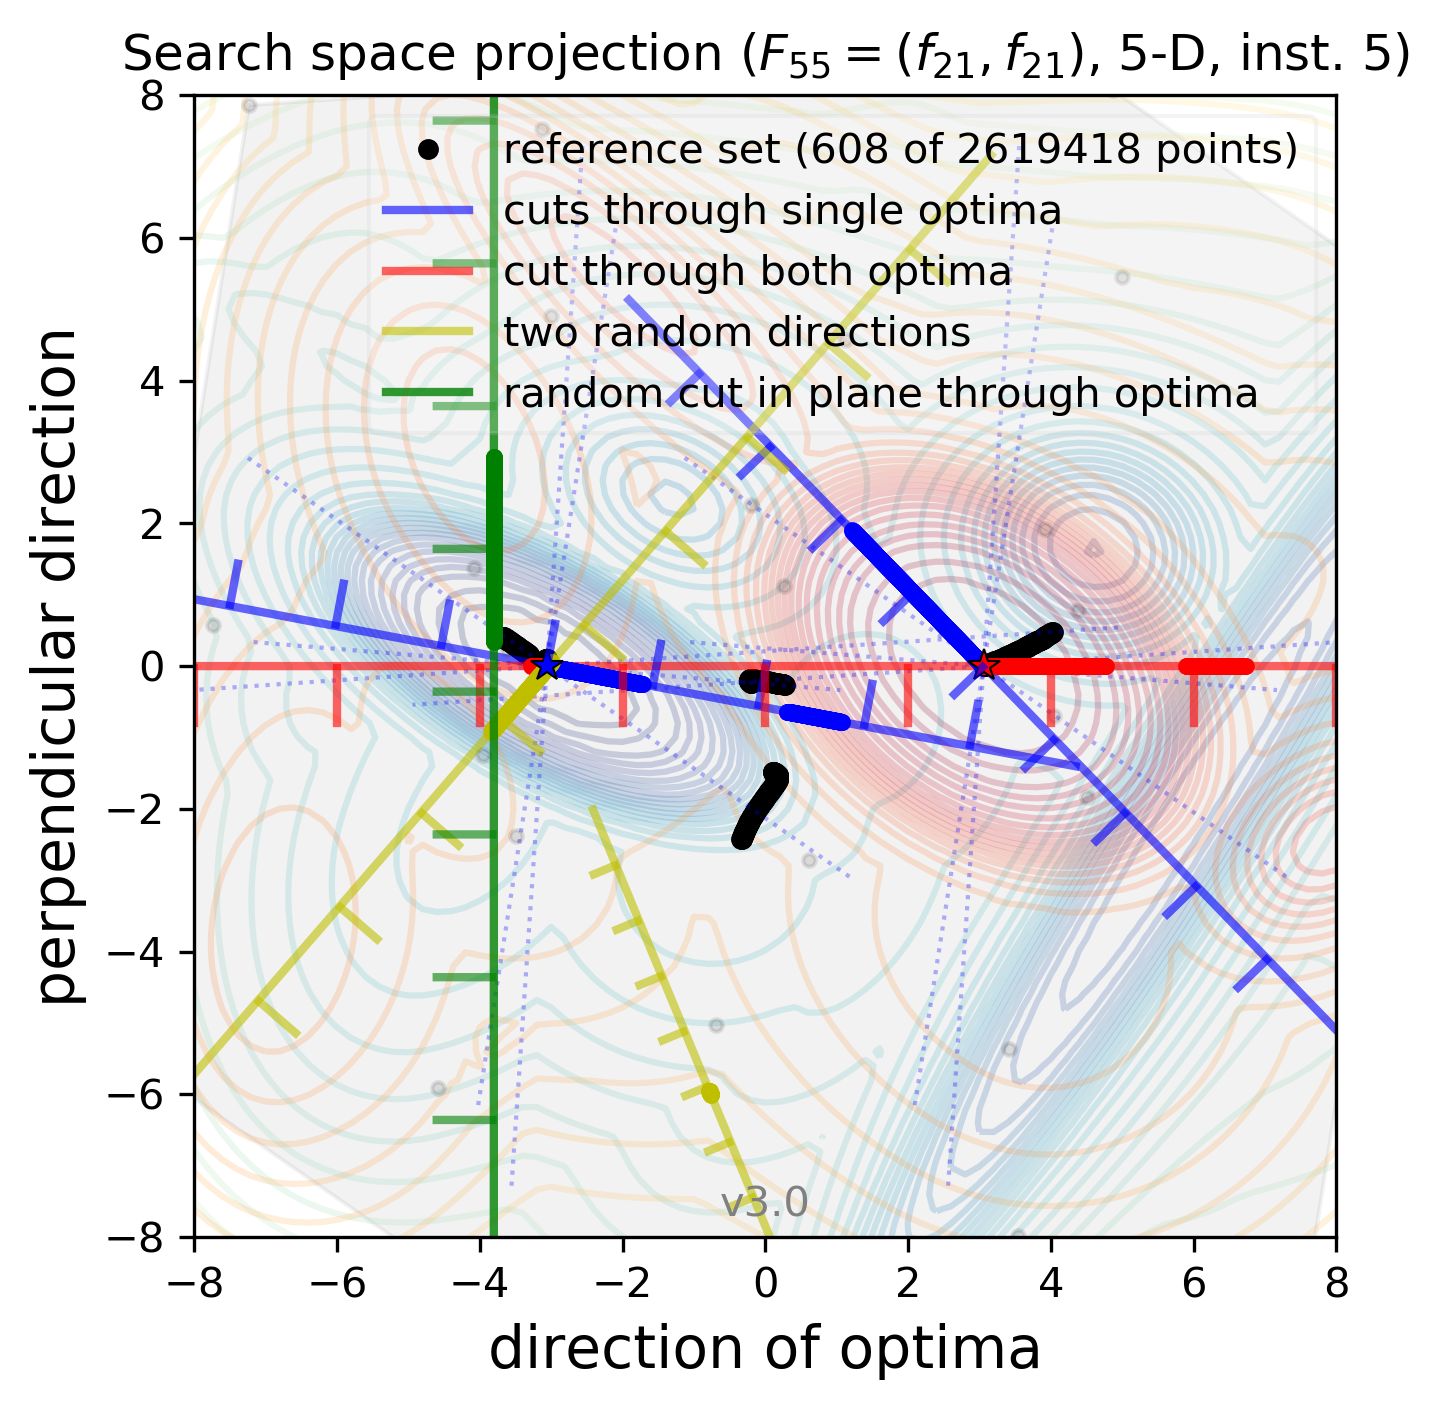 Search space projection (F₅₅ = (f₂₁, f₂₁), 5-D, inst. 5)
reference set (608 of 2619418 points)
cuts through single optima
cut through both optima
two random directions
random cut in plane through optima
perpendicular direction
8
6
4
2
0
−2
−4
−6
−8
v3.0
−8 −6 −4 −2 0 2 4 6 8
direction of optima